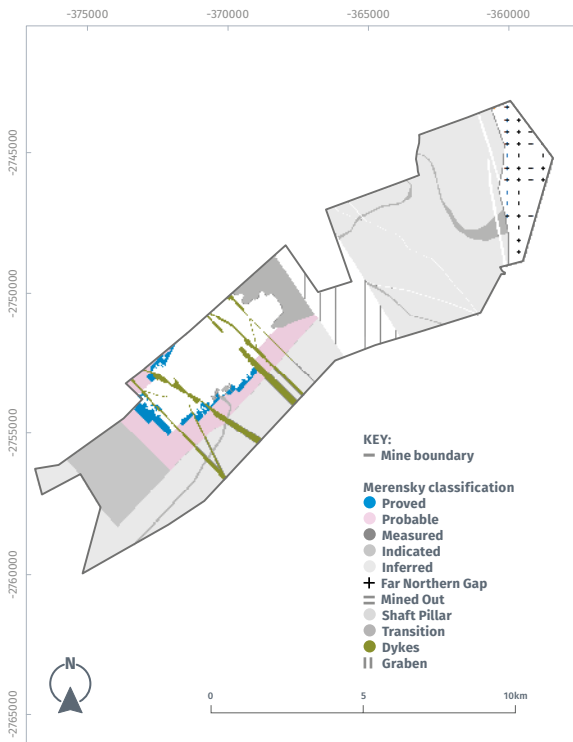 -375000 -370000 -365000 -360000
-2745000
-2750000
-2755000
-2760000
-2765000
KEY:
Mine boundary
Merensky classification
Proved
Probable
Measured
Indicated
Inferred
Far Northern Gap
Mined Out
Shaft Pillar
Transition
Dykes
Graben
N
0 5 10km